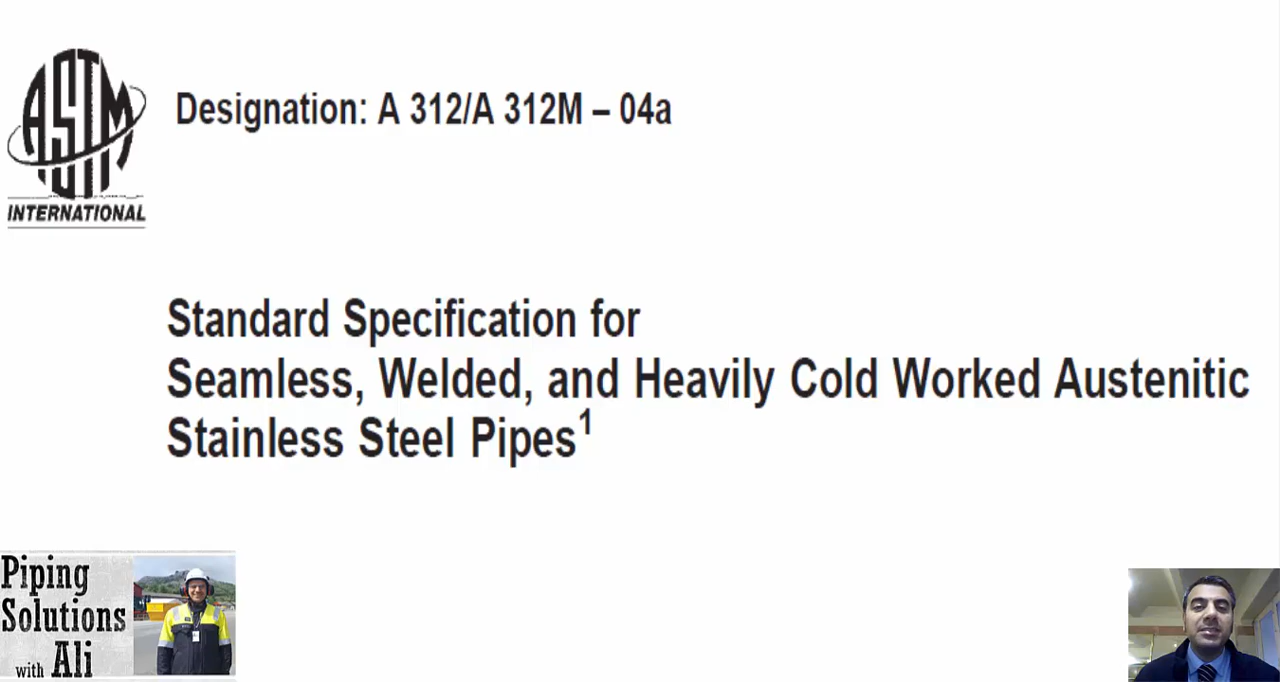 ASTM
INTERNATIONAL
Designation: A 312/A 312M – 04a
Standard Specification for
Seamless, Welded, and Heavily Cold Worked Austenitic
Stainless Steel Pipes¹
Piping
Solutions
with Ali